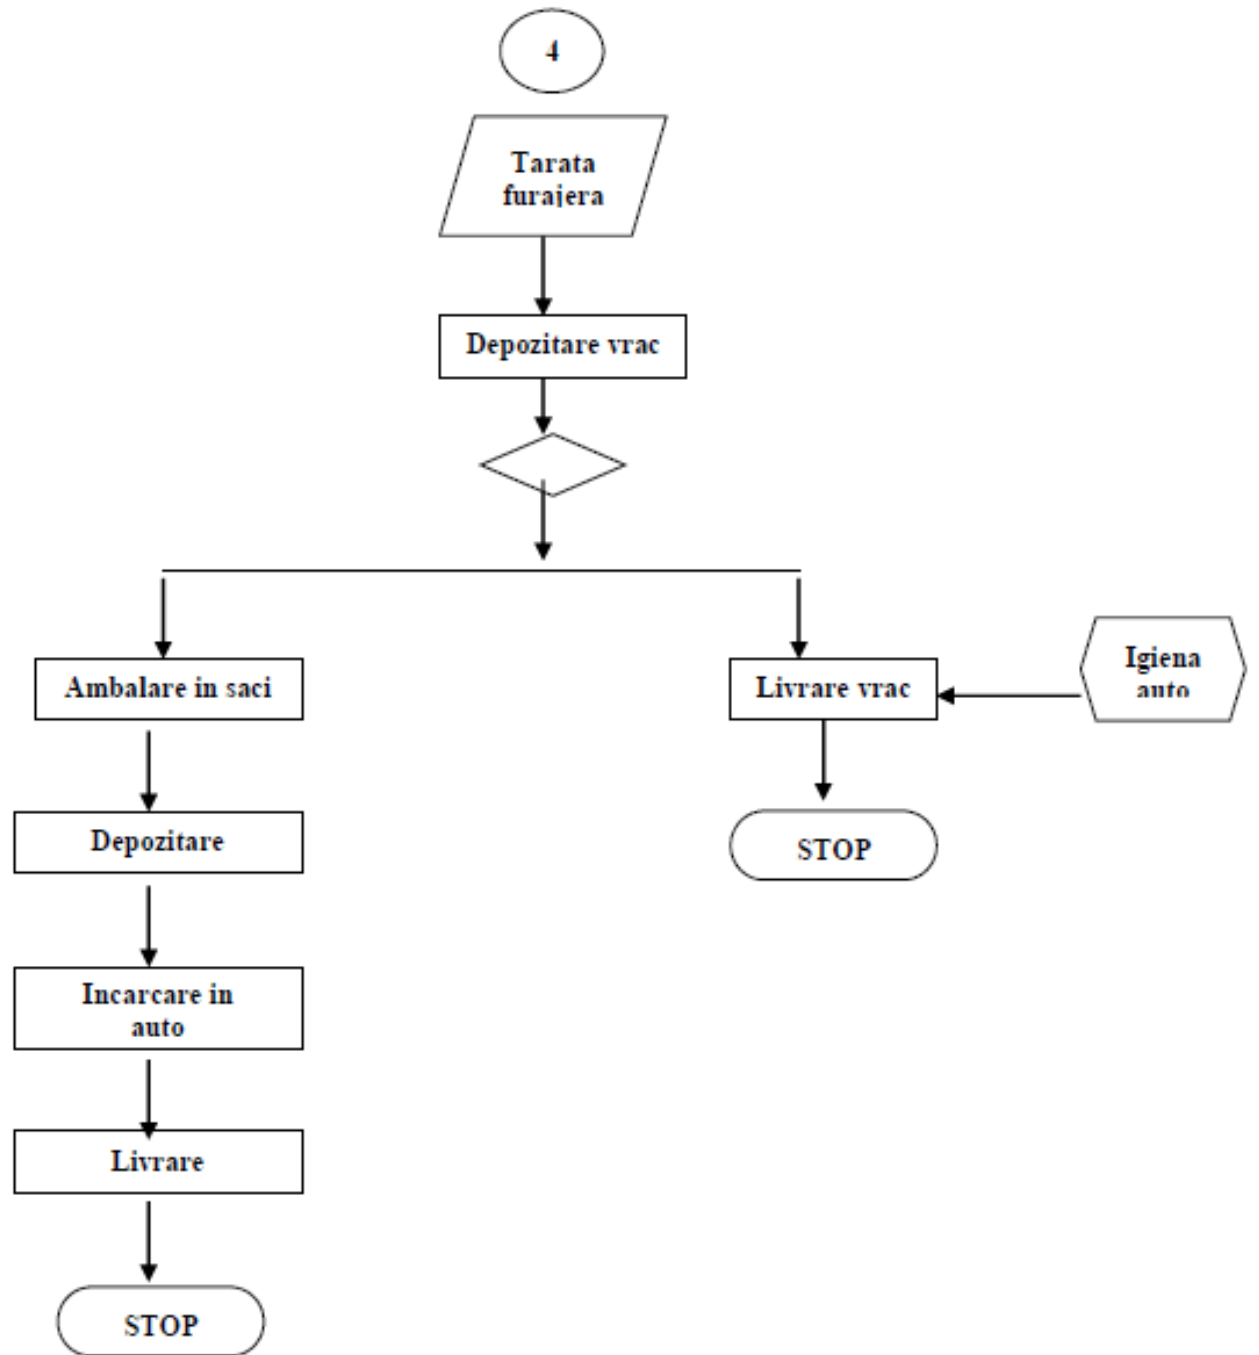 4
Tarata
furajera
Depozitare vrac
Ambalare in saci
Livrare vrac
Igiena
auto
Depozitare
STOP
Incarcare in
auto
Livrare
STOP